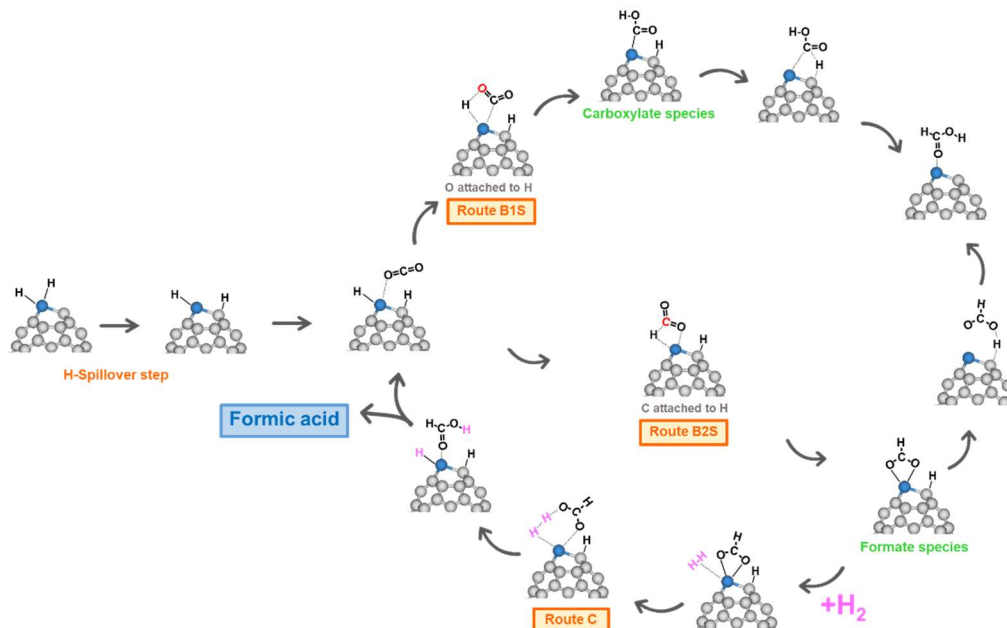 H-O
C=O
H
Carboxylate species
H-O
C=O
H
O
C=O
H
H
O attached to H
Route B1S
H
C-O-H
O
H
H
H-Spillover step
H
H
H
O=C=O
H
O
C=O
H
H
C attached to H
Route B2S
H
C
O
O
H
Formic acid
H
C-O-H
O
H
H
H
C
O
O
H
Formate species
+H2
H
C
O
O
H-H
H
H
O-C
O
H-H
H
Route C